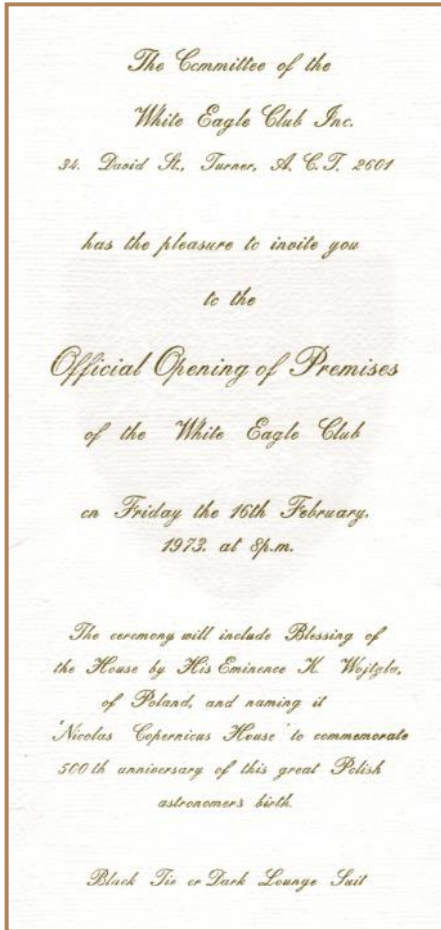 The Committee of the
White Eagle Club Inc.
34. David St., Turner, A.C.T. 2601
has the pleasure to invite you
to the
Official Opening of Premises
of the White Eagle Club
on Friday the 16th February,
1973. at 8p.m.
The ceremony will include Blessing of
the House by His Eminence K. Wojtyla,
of Poland, and naming it
'Nicolas Copernicus House' to commemorate
500th anniversary of this great Polish
astronomers birth.
Black Tie or Dark Lounge Suit